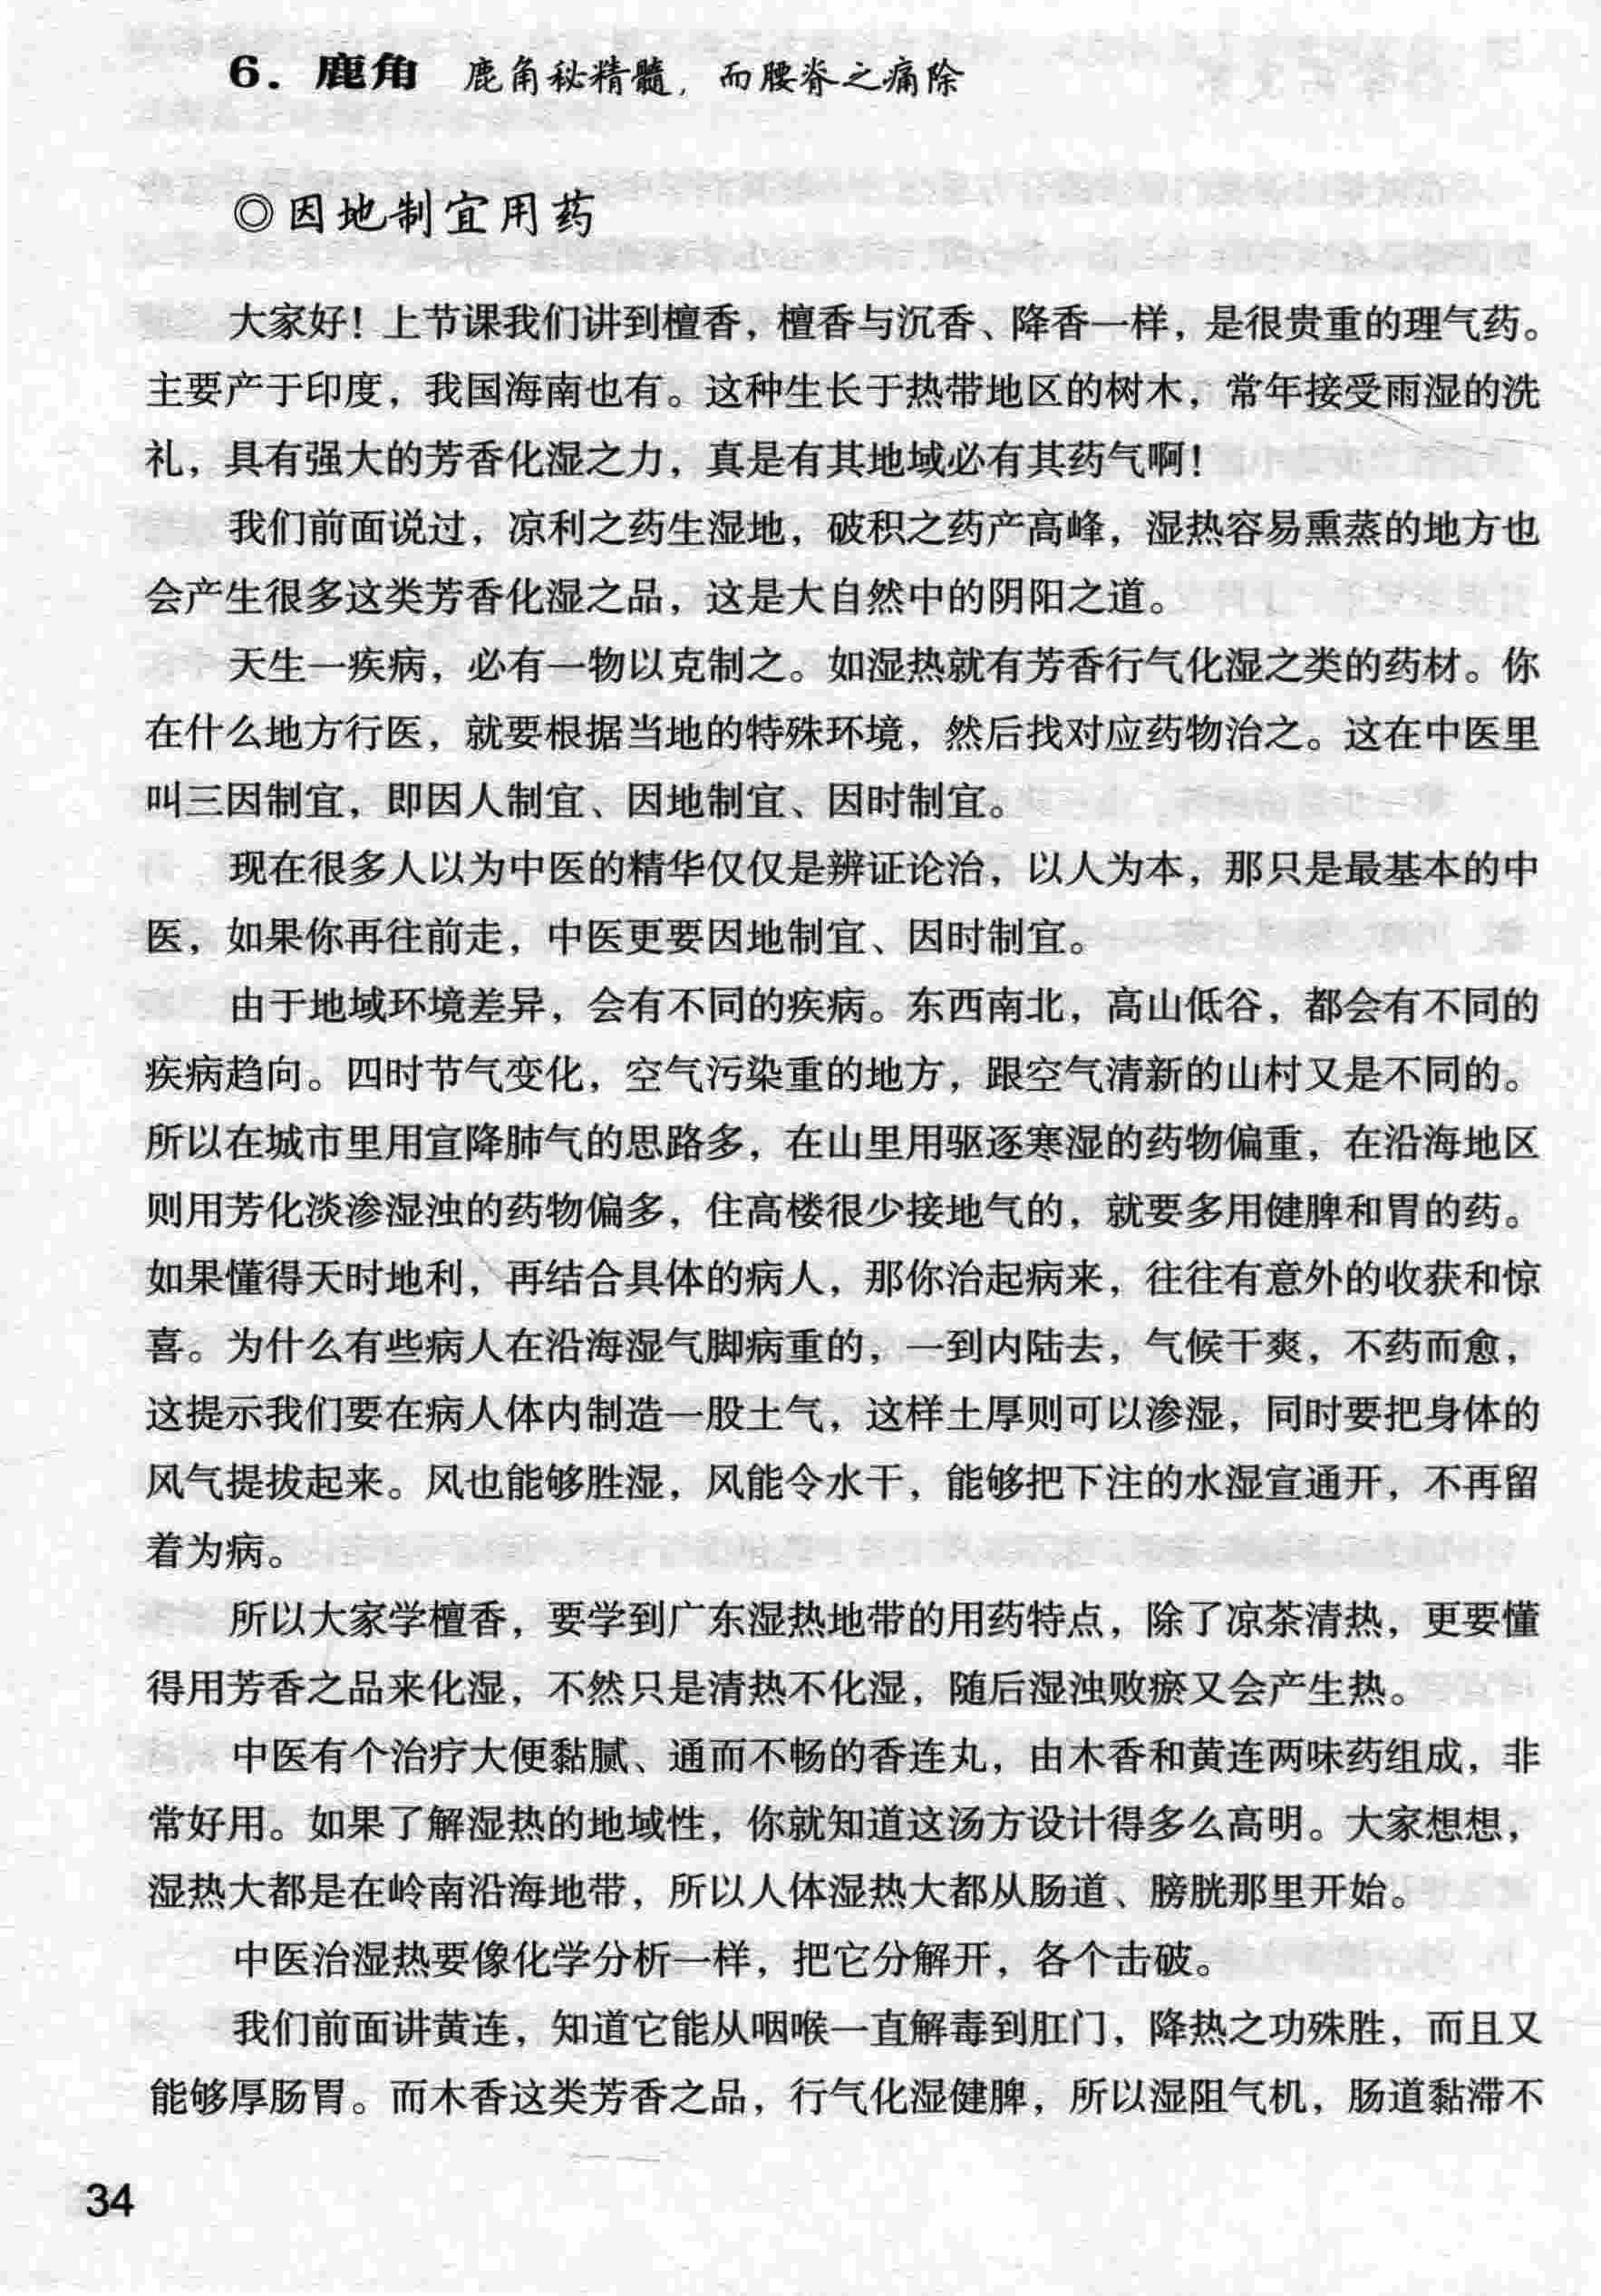 6. 鹿角 鹿角秘精髓，而腰脊之痛除
◎因地制宜用药
大家好！上节课我们讲到檀香，檀香与沉香、降香一样，是很贵重的理气药。
主要产于印度，我国海南也有。这种生长于热带地区的树木，常年接受雨湿的洗
礼，具有强大的芳香化湿之力，真是有其地域必有其药气啊！
我们前面说过，凉利之药生湿地，破积之药产高峰，湿热容易熏蒸的地方也
会产生很多这类芳香化湿之品，这是大自然中的阴阳之道。
天生一疾病，必有一物以克制之。如湿热就有芳香行气化湿之类的药材。你
在什么地方行医，就要根据当地的特殊环境，然后找对应药物治之。这在中医里
叫三因制宜，即因人制宜、因地制宜、因时制宜。
现在很多人以为中医的精华仅仅是辨证论治，以人为本，那只是最基本的中
医，如果你再往前走，中医更要因地制宜、因时制宜。
由于地域环境差异，会有不同的疾病。东西南北，高山低谷，都会有不同的
疾病趋向。四时节气变化，空气污染重的地方，跟空气清新的山村又是不同的。
所以在城市里用宣降肺气的思路多，在山里用驱逐寒湿的药物偏重，在沿海地区
则用芳化淡渗湿浊的药物偏多，住高楼很少接地气的，就要多用健脾和胃的药。
如果懂得天时地利，再结合具体的病人，那你治起病来，往往有意外的收获和惊
喜。为什么有些病人在沿海湿气脚病重的，一到内陆去，气候干爽，不药而愈，
这提示我们要在病人体内制造一股土气，这样土厚则可以渗湿，同时要把身体的
风气提拔起来。风也能够胜湿，风能令水干，能够把下注的水湿宣通开，不再留
着为病。
所以大家学檀香，要学到广东湿热地带的用药特点，除了凉茶清热，更要懂
得用芳香之品来化湿，不然只是清热不化湿，随后湿浊败瘀又会产生热。
中医有个治疗大便黏腻、通而不畅的香连丸，由木香和黄连两味药组成，非
常好用。如果了解湿热的地域性，你就知道这汤方设计得多么高明。大家想想，
湿热大都是在岭南沿海地带，所以人体湿热大都从肠道、膀胱那里开始。
中医治湿热要像化学分析一样，把它分解开，各个击破。
我们前面讲黄连，知道它能从咽喉一直解毒到肛门，降热之功殊胜，而且又
能够厚肠胃。而木香这类芳香之品，行气化湿健脾，所以湿阻气机，肠道黏滞不
34